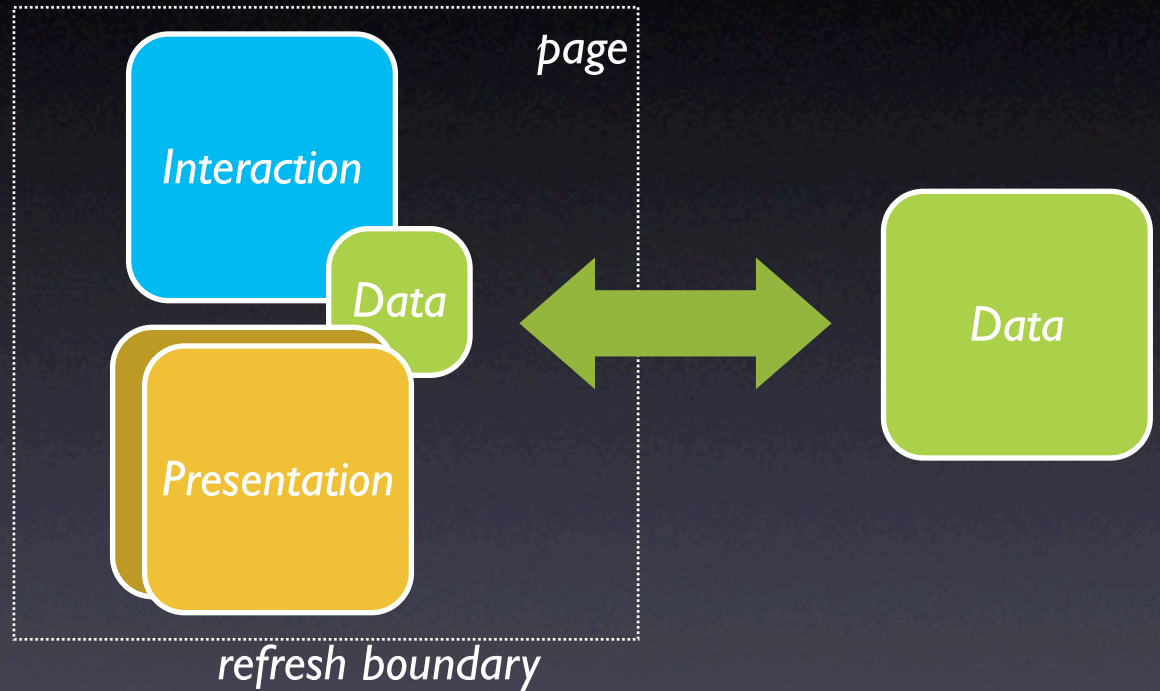 page
Interaction
Data
Data
Presentation
refresh boundary